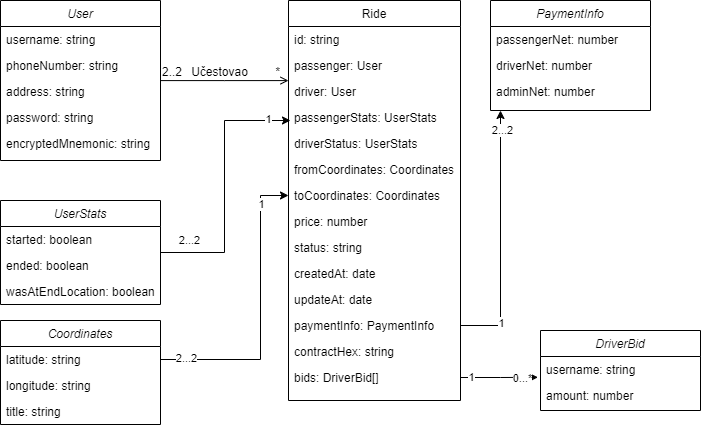 User
username: string
phoneNumber: string
address: string
password: string
encryptedMnemonic: string
2..2 Učestovao *
Ride
id: string
passenger: User
driver: User
passengerStats: UserStats
driverStatus: UserStats
fromCoordinates: Coordinates
toCoordinates: Coordinates
price: number
status: string
createdAt: date
updateAt: date
paymentInfo: PaymentInfo
contractHex: string
bids: DriverBid[]
PaymentInfo
passengerNet: number
driverNet: number
adminNet: number
2...2
1
1
2...2
UserStats
started: boolean
ended: boolean
wasAtEndLocation: boolean
1
2...2
Coordinates
latitude: string
longitude: string
title: string
1
0...*
DriverBid
username: string
amount: number